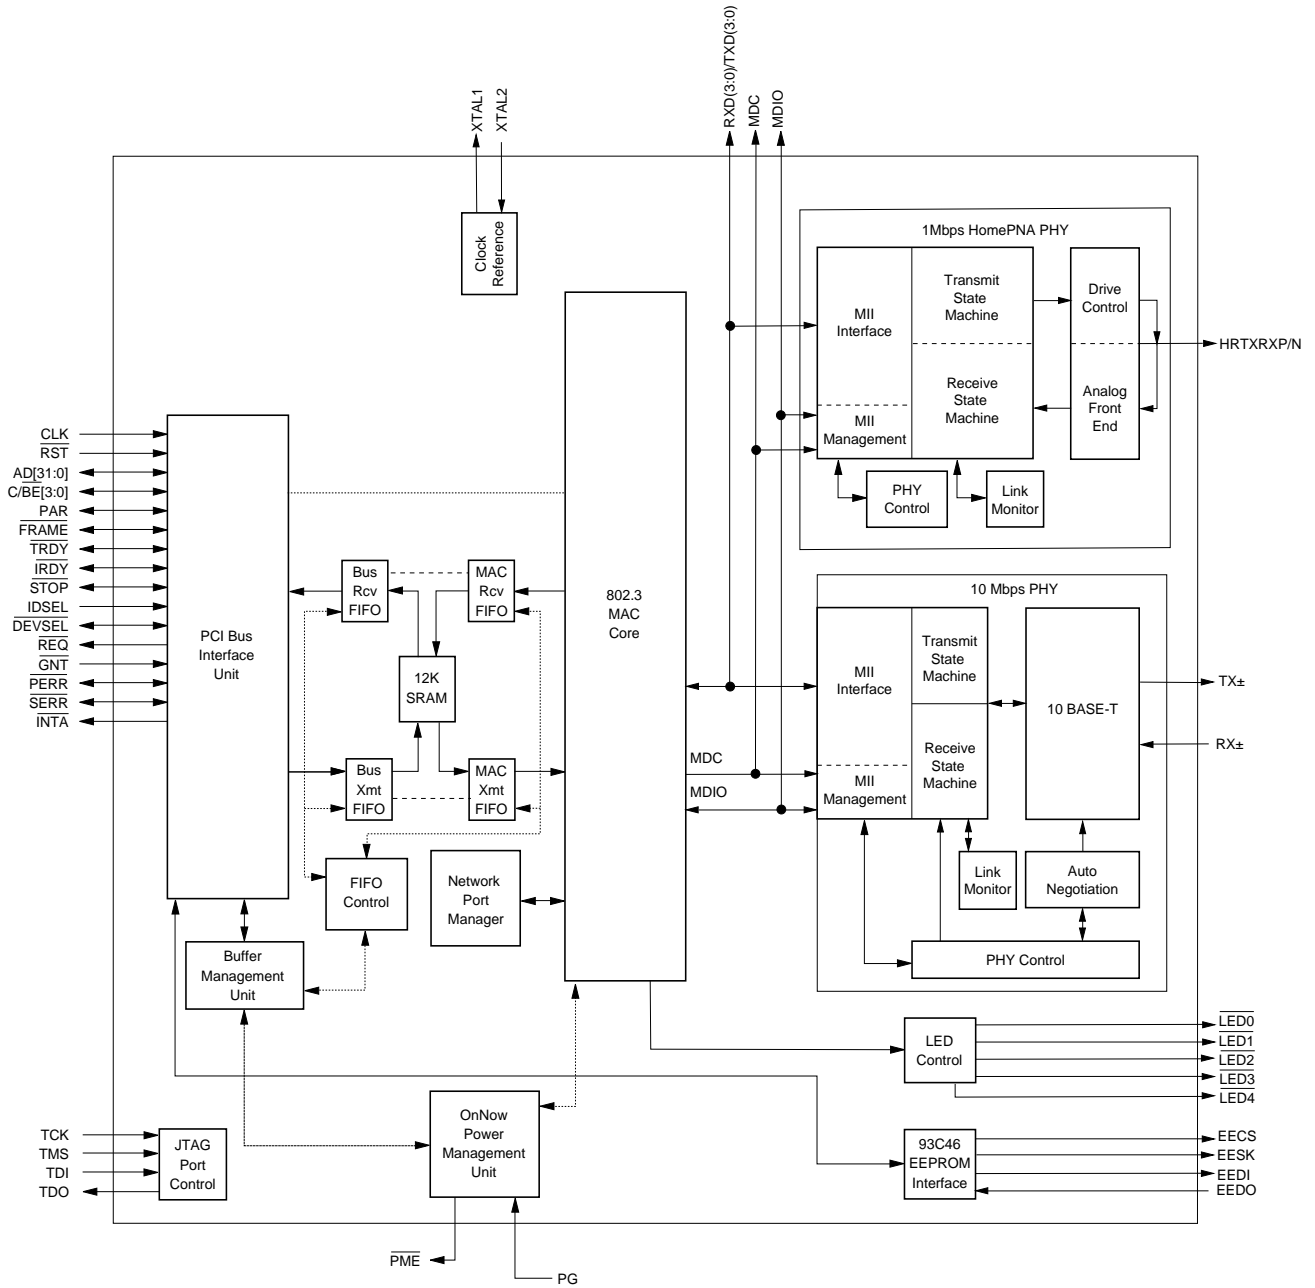 RXD(3:0)/TXD(3:0)
MDC
MDIO
XTAL1
XTAL2
Clock
Reference
1Mbps HomePNA PHY
MII
Interface
Transmit
State
Machine
Drive
Control
HRTXRXP/N
Receive
State
Machine
Analog
Front
End
MII
Management
PHY
Control
Link
Monitor
CLK
RST
AD[31:0]
C/BE[3:0]
PAR
FRAME
TRDY
IRDY
STOP
IDSEL
DEVSEL
REQ
GNT
PERR
SERR
INTA
PCI Bus
Interface
Unit
Bus
Rcv
FIFO
MAC
Rcv
FIFO
12K
SRAM
Bus
Xmt
FIFO
MAC
Xmt
FIFO
FIFO
Control
Network
Port
Manager
802.3
MAC
Core
MDC
MDIO
10 Mbps PHY
MII
Interface
Transmit
State
Machine
Receive
State
Machine
MII
Management
10 BASE-T
TX±
RX±
Link
Monitor
Auto
Negotiation
PHY Control
Buffer
Management
Unit
LED
Control
LED0
LED1
LED2
LED3
LED4
OnNow
Power
Management
Unit
93C46
EEPROM
Interface
EECS
EESK
EEDI
EEDO
TCK
TMS
TDI
TDO
JTAG
Port
Control
PME
PG